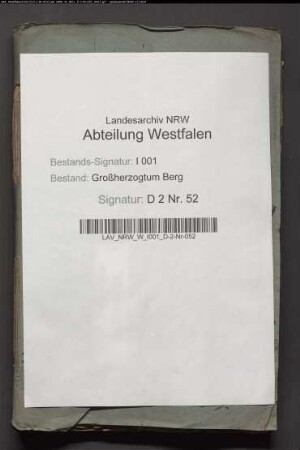 Landesarchiv NRW
Abteilung Westfalen
Bestands-Signatur: I 001
Bestand: Großherzogtum Berg
Signatur: D 2 Nr. 52
LAV_NRW_W_I001_D-2-Nr-052